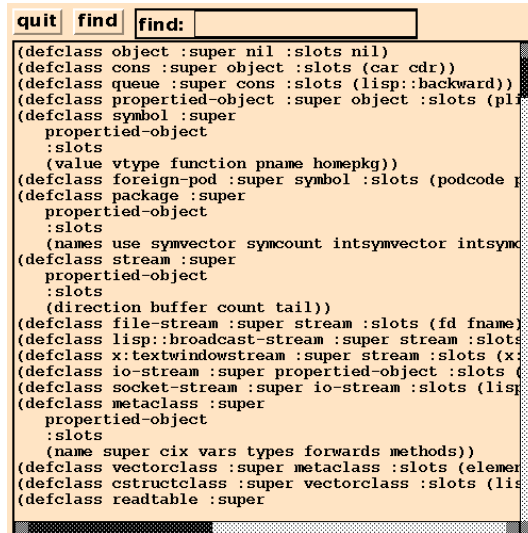 quit find find:
(defclass object :super nil :slots nil)
(defclass cons :super object :slots (car cdr))
(defclass queue :super cons :slots (lisp::backward))
(defclass propertied-object :super object :slots
(defclass symbol :super
propertied-object
:slots
(value vtype function pname homepkg))
(defclass foreign-pod :super symbol :slots (podcode
(defclass package :super
propertied-object
:slots
(names use symvector symcount intsymvector
(defclass stream :super
propertied-object
:slots
(direction buffer count tail))
(defclass file-stream :super stream :slots (fd fname)
(defclass lisp::broadcast-stream :super stream :slots
(defclass x:textwindowstream :super stream :slots (x:
(defclass io-stream :super propertied-object :slots (
(defclass socket-stream :super io-stream :slots
(defclass metaclass :super
propertied-object
:slots
(name super cix vars types forwards methods))
(defclass vectorclass :super metaclass :slots
(defclass cstructclass :super vectorclass :slots
(defclass readtable :super